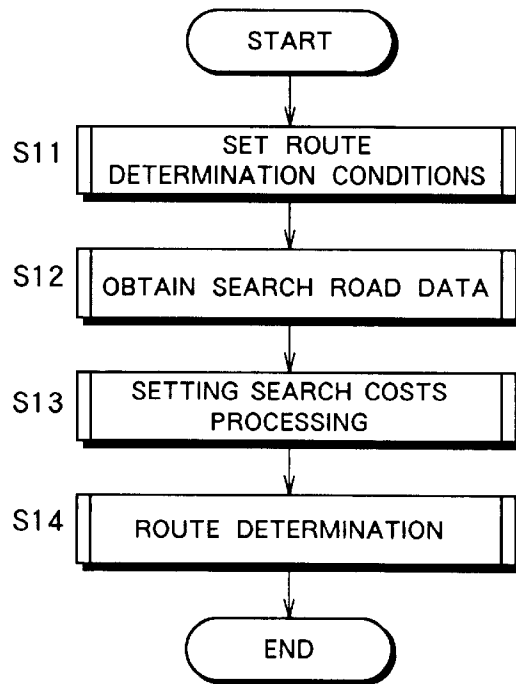 START
S11
SET ROUTE
DETERMINATION CONDITIONS
S12
OBTAIN SEARCH ROAD DATA
S13
SETTING SEARCH COSTS
PROCESSING
S14
ROUTE DETERMINATION
END